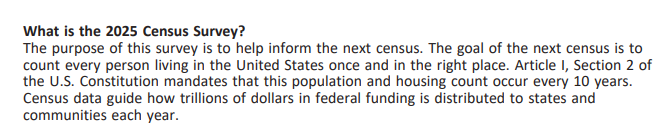 What is the 2025 Census Survey?
The purpose of this survey is to help inform the next census. The goal of the next census is to
count every person living in the United States once and in the right place. Article I, Section 2 of
the U.S. Constitution mandates that this population and housing count occur every 10 years.
Census data guide how trillions of dollars in federal funding is distributed to states and
communities each year.